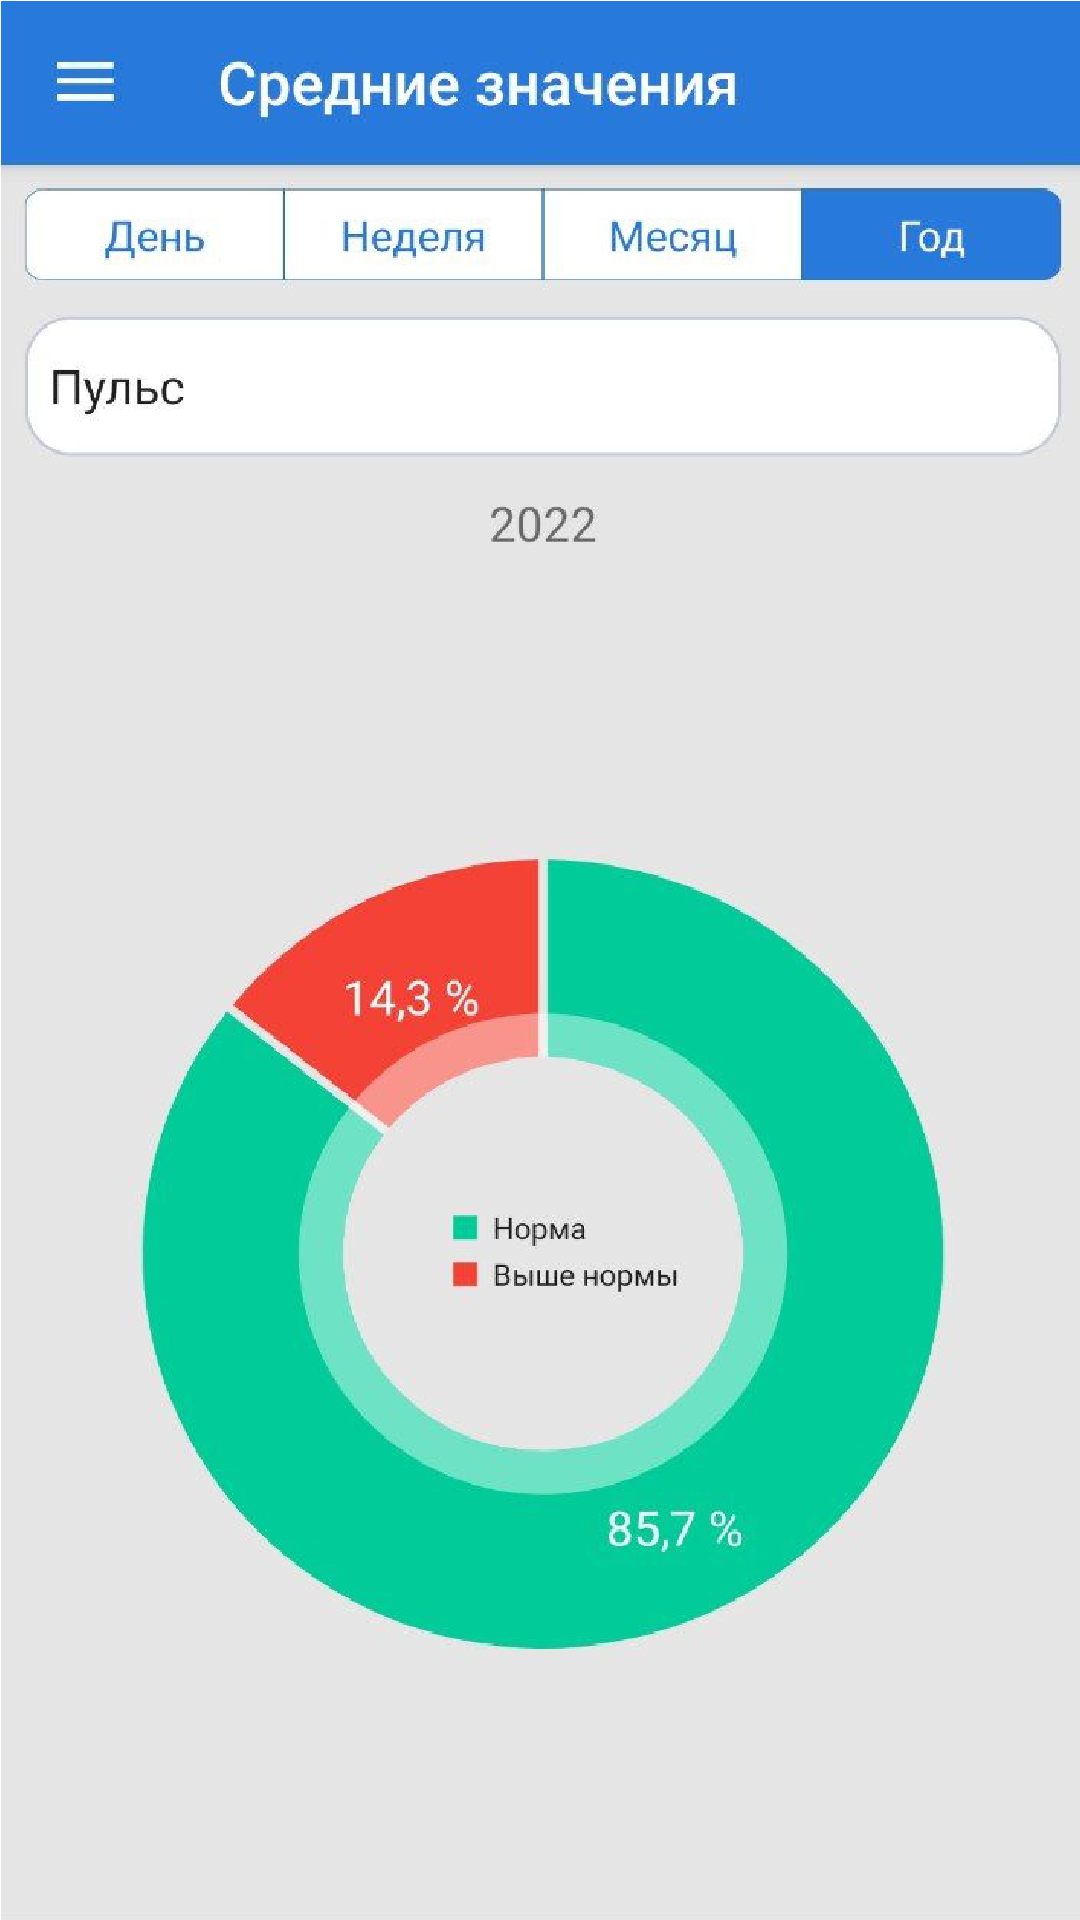 Средние значения
День Неделя Месяц Год
Пульс
2022
14,3 %
Норма
Выше нормы
85,7 %